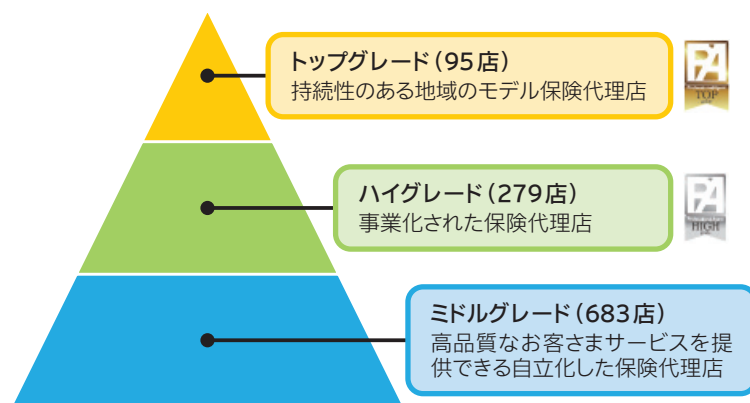 トップグレード（95店）
持続性のある地域のモデル保険代理店
PA
TOP
ハイグレード（279店）
事業化された保険代理店
PA
HIGH
ミドルグレード（683店）
高品質なお客さまサービスを提
供できる自立化した保険代理店